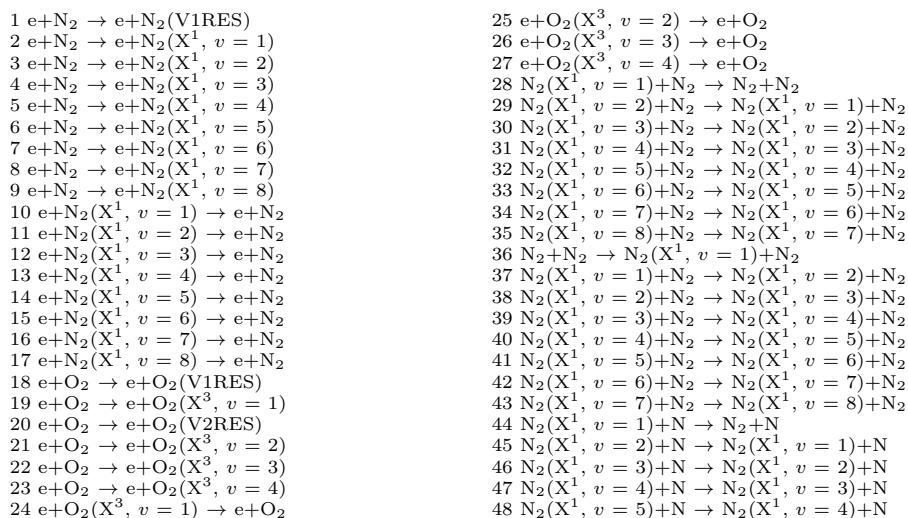 1 e+N₂ → e+N₂(V1RES)
2 e+N₂ → e+N₂(X¹, v = 1)
3 e+N₂ → e+N₂(X¹, v = 2)
4 e+N₂ → e+N₂(X¹, v = 3)
5 e+N₂ → e+N₂(X¹, v = 4)
6 e+N₂ → e+N₂(X¹, v = 5)
7 e+N₂ → e+N₂(X¹, v = 6)
8 e+N₂ → e+N₂(X¹, v = 7)
9 e+N₂ → e+N₂(X¹, v = 8)
10 e+N₂(X¹, v = 1) → e+N₂
11 e+N₂(X¹, v = 2) → e+N₂
12 e+N₂(X¹, v = 3) → e+N₂
13 e+N₂(X¹, v = 4) → e+N₂
14 e+N₂(X¹, v = 5) → e+N₂
15 e+N₂(X¹, v = 6) → e+N₂
16 e+N₂(X¹, v = 7) → e+N₂
17 e+N₂(X¹, v = 8) → e+N₂
18 e+O₂ → e+O₂(V1RES)
19 e+O₂ → e+O₂(X³, v = 1)
20 e+O₂ → e+O₂(V2RES)
21 e+O₂ → e+O₂(X³, v = 2)
22 e+O₂ → e+O₂(X³, v = 3)
23 e+O₂ → e+O₂(X³, v = 4)
24 e+O₂(X³, v = 1) → e+O₂
25 e+O₂(X³, v = 2) → e+O₂
26 e+O₂(X³, v = 3) → e+O₂
27 e+O₂(X³, v = 4) → e+O₂
28 N₂(X¹, v = 1)+N₂ → N₂+N₂
29 N₂(X¹, v = 2)+N₂ → N₂(X¹, v = 1)+N₂
30 N₂(X¹, v = 3)+N₂ → N₂(X¹, v = 2)+N₂
31 N₂(X¹, v = 4)+N₂ → N₂(X¹, v = 3)+N₂
32 N₂(X¹, v = 5)+N₂ → N₂(X¹, v = 4)+N₂
33 N₂(X¹, v = 6)+N₂ → N₂(X¹, v = 5)+N₂
34 N₂(X¹, v = 7)+N₂ → N₂(X¹, v = 6)+N₂
35 N₂(X¹, v = 8)+N₂ → N₂(X¹, v = 7)+N₂
36 N₂+N₂ → N₂(X¹, v = 1)+N₂
37 N₂(X¹, v = 1)+N₂ → N₂(X¹, v = 2)+N₂
38 N₂(X¹, v = 2)+N₂ → N₂(X¹, v = 3)+N₂
39 N₂(X¹, v = 3)+N₂ → N₂(X¹, v = 4)+N₂
40 N₂(X¹, v = 4)+N₂ → N₂(X¹, v = 5)+N₂
41 N₂(X¹, v = 5)+N₂ → N₂(X¹, v = 6)+N₂
42 N₂(X¹, v = 6)+N₂ → N₂(X¹, v = 7)+N₂
43 N₂(X¹, v = 7)+N₂ → N₂(X¹, v = 8)+N₂
44 N₂(X¹, v = 1)+N → N₂+N
45 N₂(X¹, v = 2)+N → N₂(X¹, v = 1)+N
46 N₂(X¹, v = 3)+N → N₂(X¹, v = 2)+N
47 N₂(X¹, v = 4)+N → N₂(X¹, v = 3)+N
48 N₂(X¹, v = 5)+N → N₂(X¹, v = 4)+N